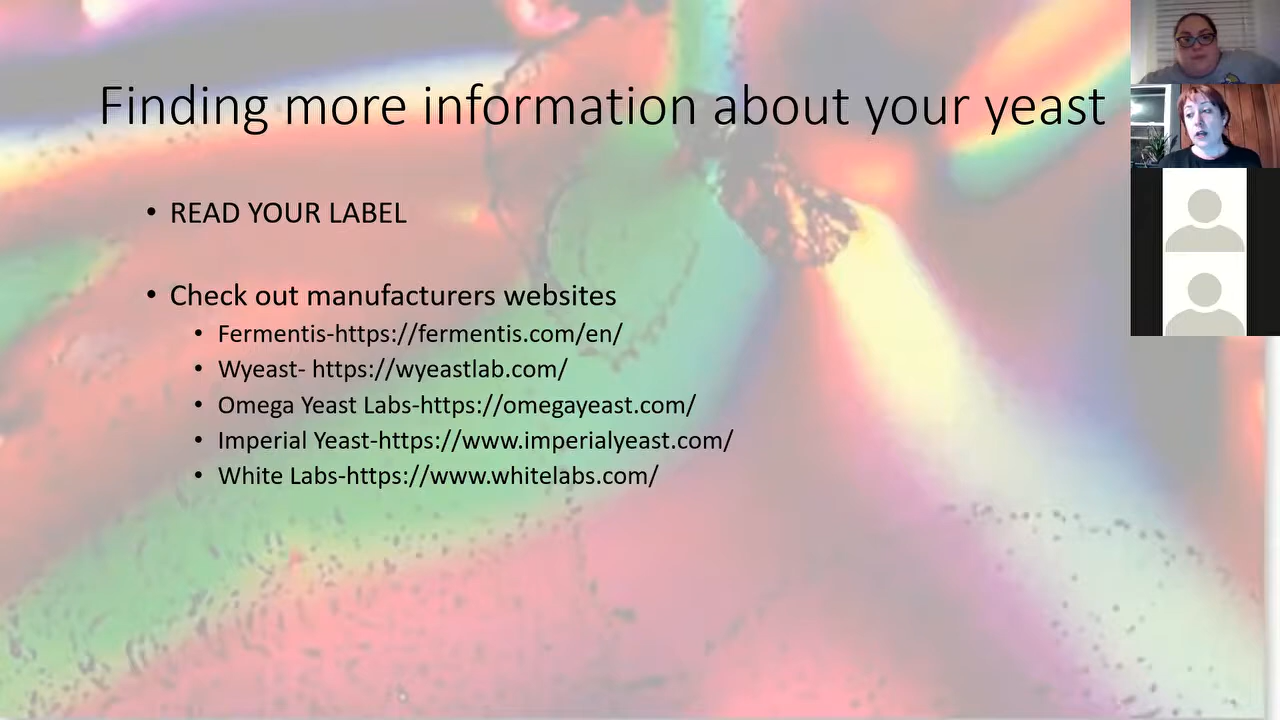 Finding more information about your yeast
• READ YOUR LABEL
• Check out manufacturers websites
• Fermentis-https://fermentis.com/en/
• Wyeast- https://wyeastlab.com/
• Omega Yeast Labs-https://omegayeast.com/
• Imperial Yeast-https://www.imperialyeast.com/
• White Labs-https://www.whitelabs.com/